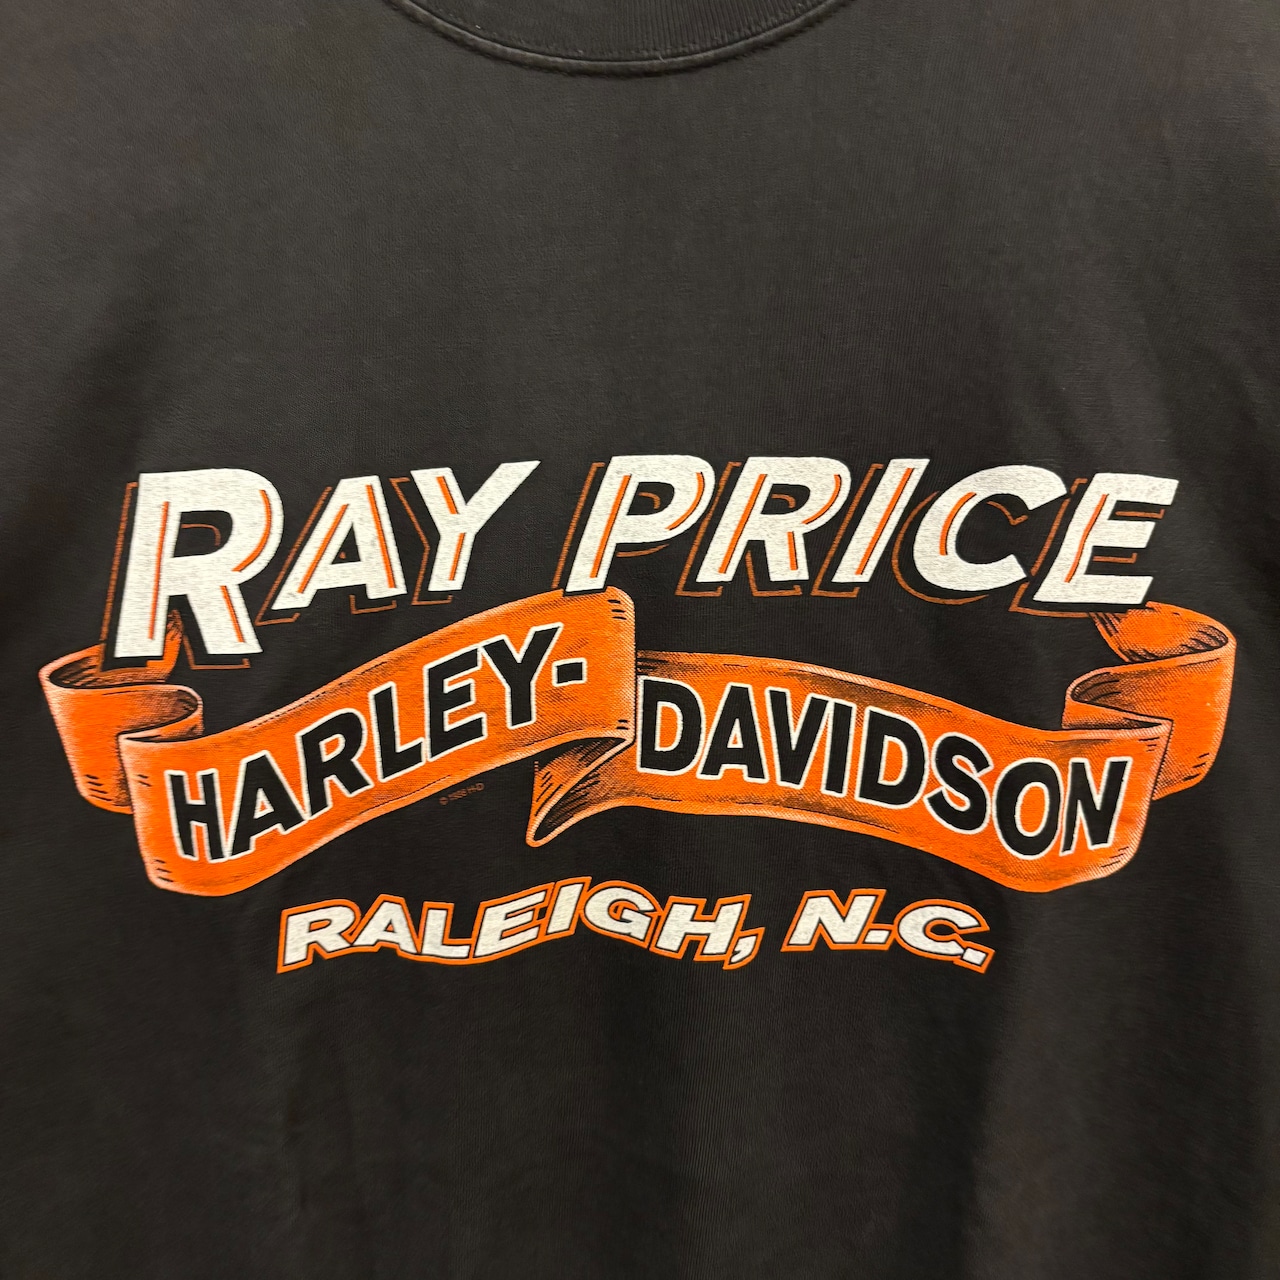 RAY PRICE
HARLEY-DAVIDSON
RALEIGH, N.C.